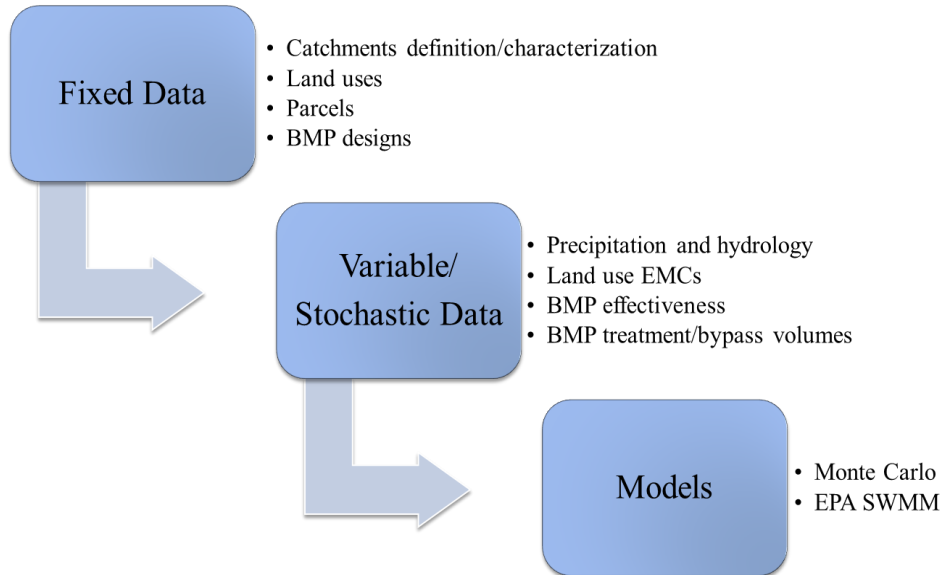 Fixed Data
• Catchments definition/characterization
• Land uses
• Parcels
• BMP designs
Variable/
Stochastic Data
• Precipitation and hydrology
• Land use EMCs
• BMP effectiveness
• BMP treatment/bypass volumes
Models
• Monte Carlo
• EPA SWMM